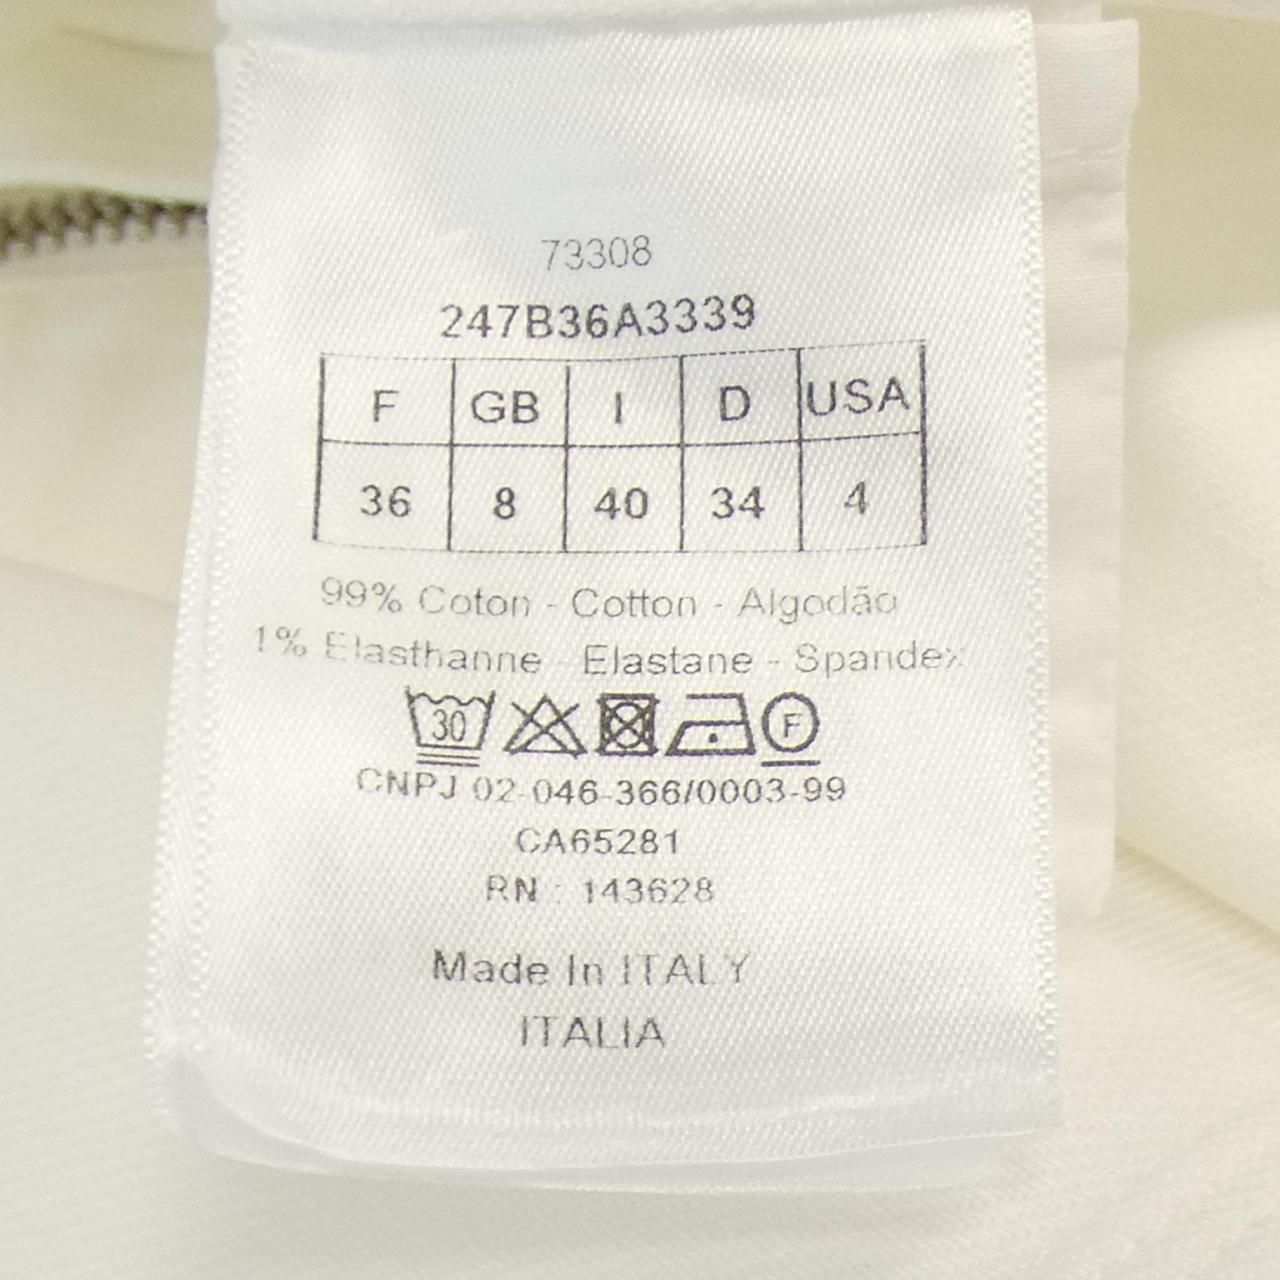 73308
247B36A3339
F GB I D USA
36 8 40 34 4
99% Coton - Cotton - Algodão
1% Elasthanne - Elastane - Spandex
30 F
CNPJ 02-046-366/0003-99
CA65281
RN : 143628
Made In ITALY
ITALIA